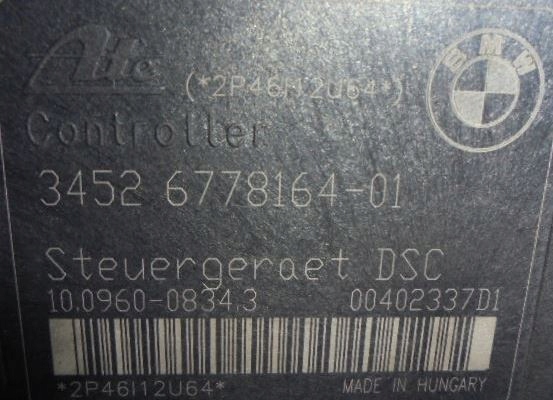 Ate
(*2P46I12U64*)
BMW
Controller
3452 6778164-01
Steuergeraet DSC
10.0960-0834.3 00402337D1
*2P46I12U64* MADE IN HUNGARY